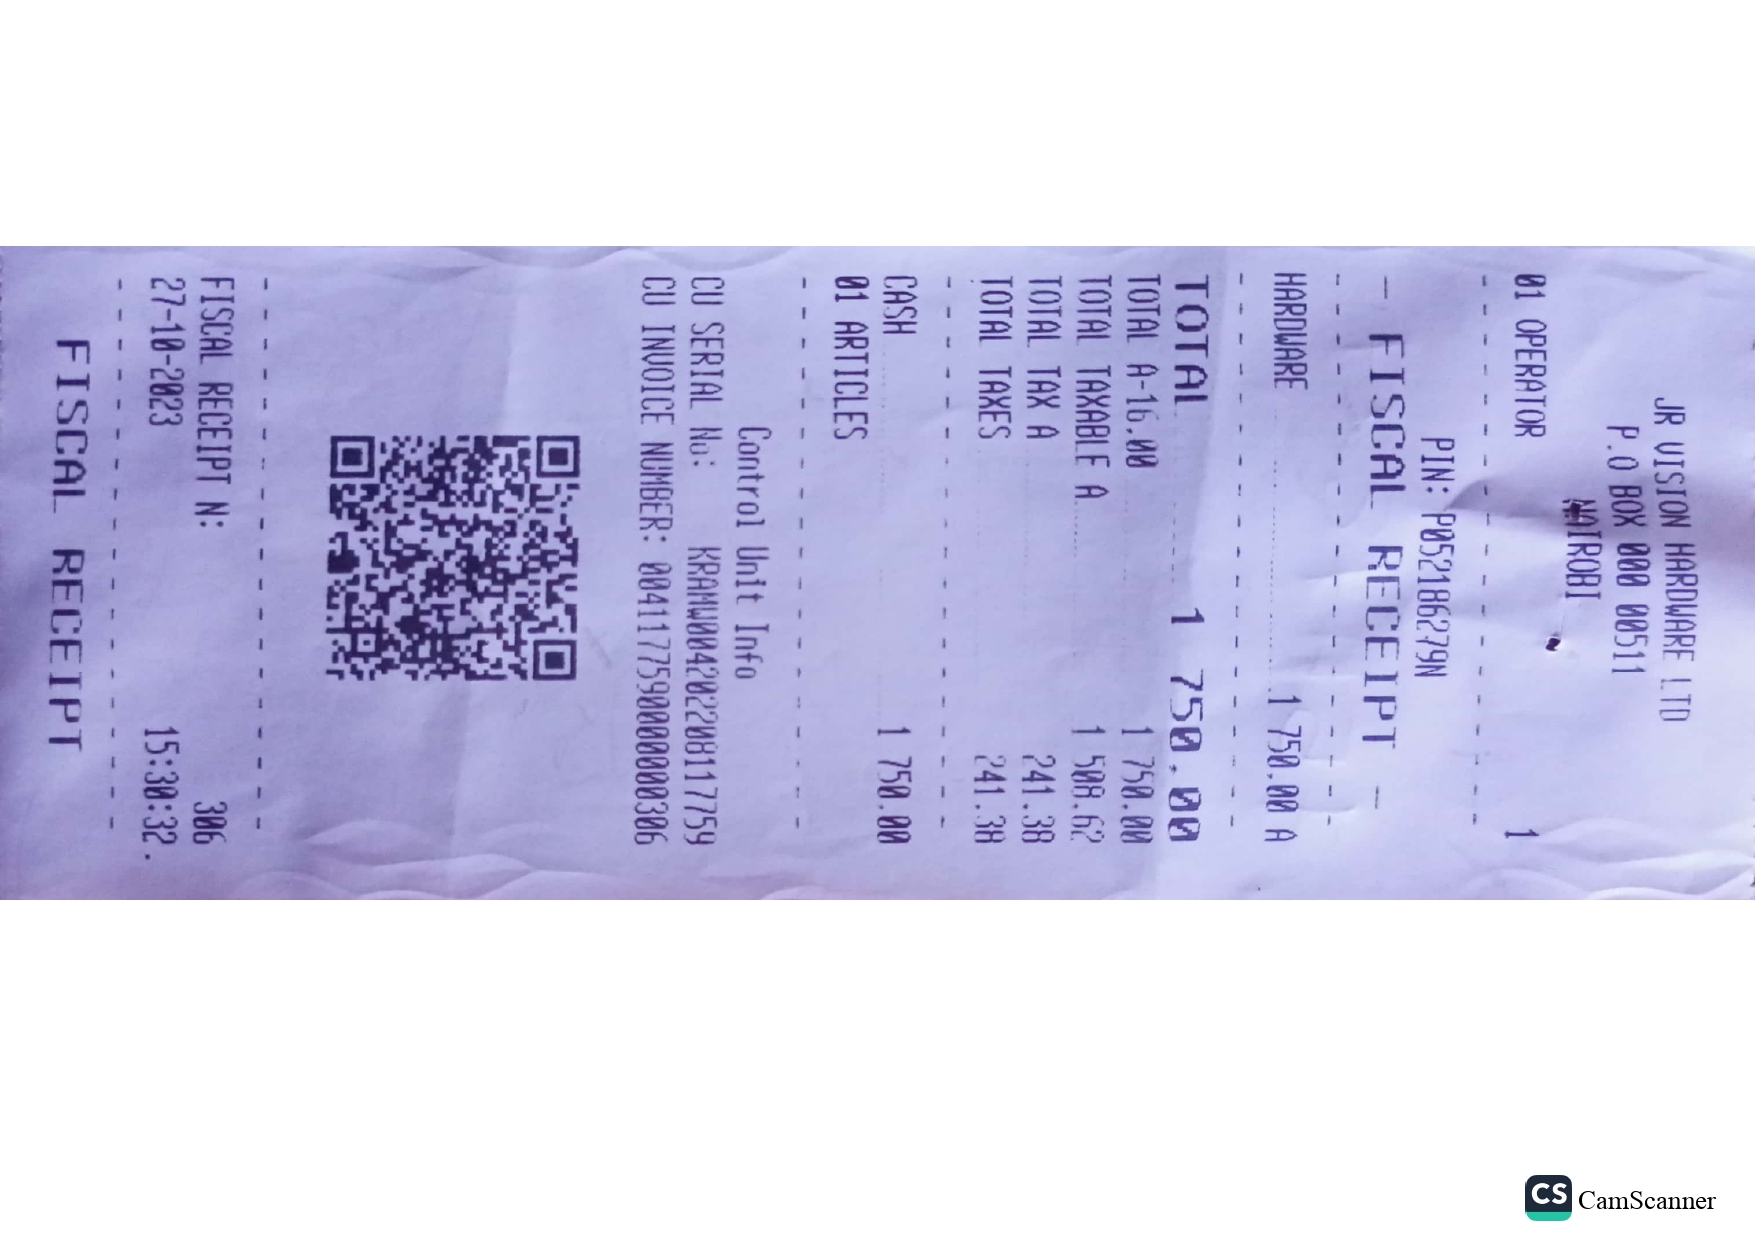 JR VISION HARDWARE LTD
P.O BOX 000 00511
NAIROBI
01 OPERATOR 1
PIN: P052186279N
- FISCAL RECEIPT -
HARDWARE 1 750.00 A
TOTAL 1 750.00
TOTAL A-16.00 1 750.00
TOTAL TAXABLE A 1 508.62
TOTAL TAX A 241.38
TOTAL TAXES 241.38
CASH 1 750.00
01 ARTICLES
Control Unit Info
CU SERIAL No: KRAMW004202208117759
CU INVOICE NUMBER: 0041177590000000306
FISCAL RECEIPT N: 306
27-10-2023 15:30:32.
FISCAL RECEIPT
CS CamScanner